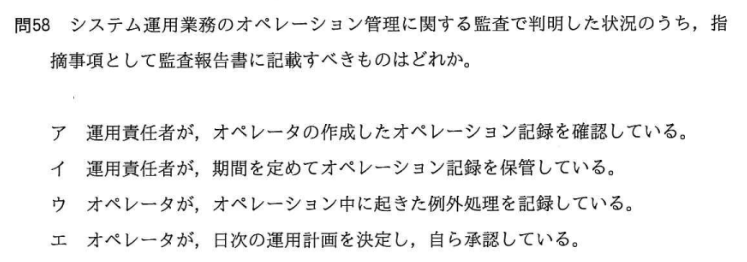 問58 システム運用業務のオペレーション管理に関する監査で判明した状況のうち，指
摘事項として監査報告書に記載すべきものはどれか。
ア 運用責任者が，オペレータの作成したオペレーション記録を確認している。
イ 運用責任者が，期間を定めてオペレーション記録を保管している。
ウ オペレータが，オペレーション中に起きた例外処理を記録している。
エ オペレータが，日次の運用計画を決定し，自ら承認している。